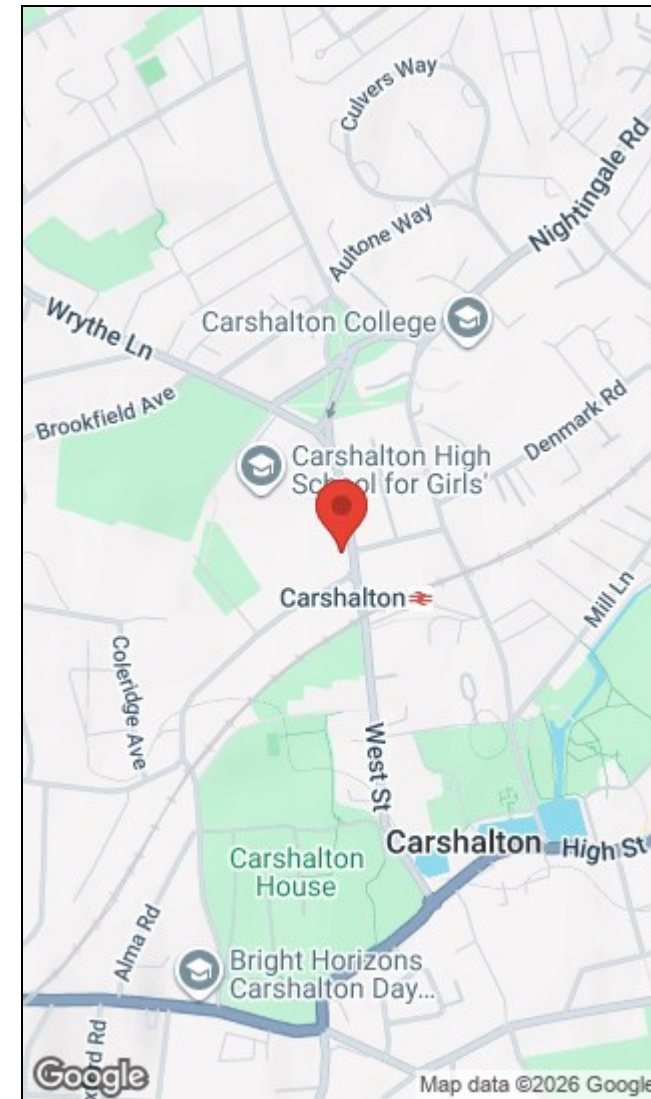 Culvers Way
Nightingale Rd
Aultone Way
Wrythe Ln
Carshalton College
Brookfield Ave
Denmark Rd
Carshalton High
School for Girls'
Carshalton
Mill Ln
Coleridge Ave
West St
Carshalton
High St
Carshalton
House
Alma Rd
Bright Horizons
Carshalton Day...
Rd
Google
Map data ©2026 Google